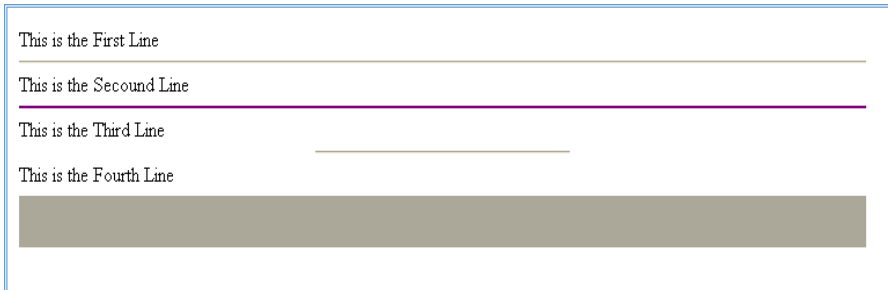 This is the First Line
This is the Secound Line
This is the Third Line
This is the Fourth Line